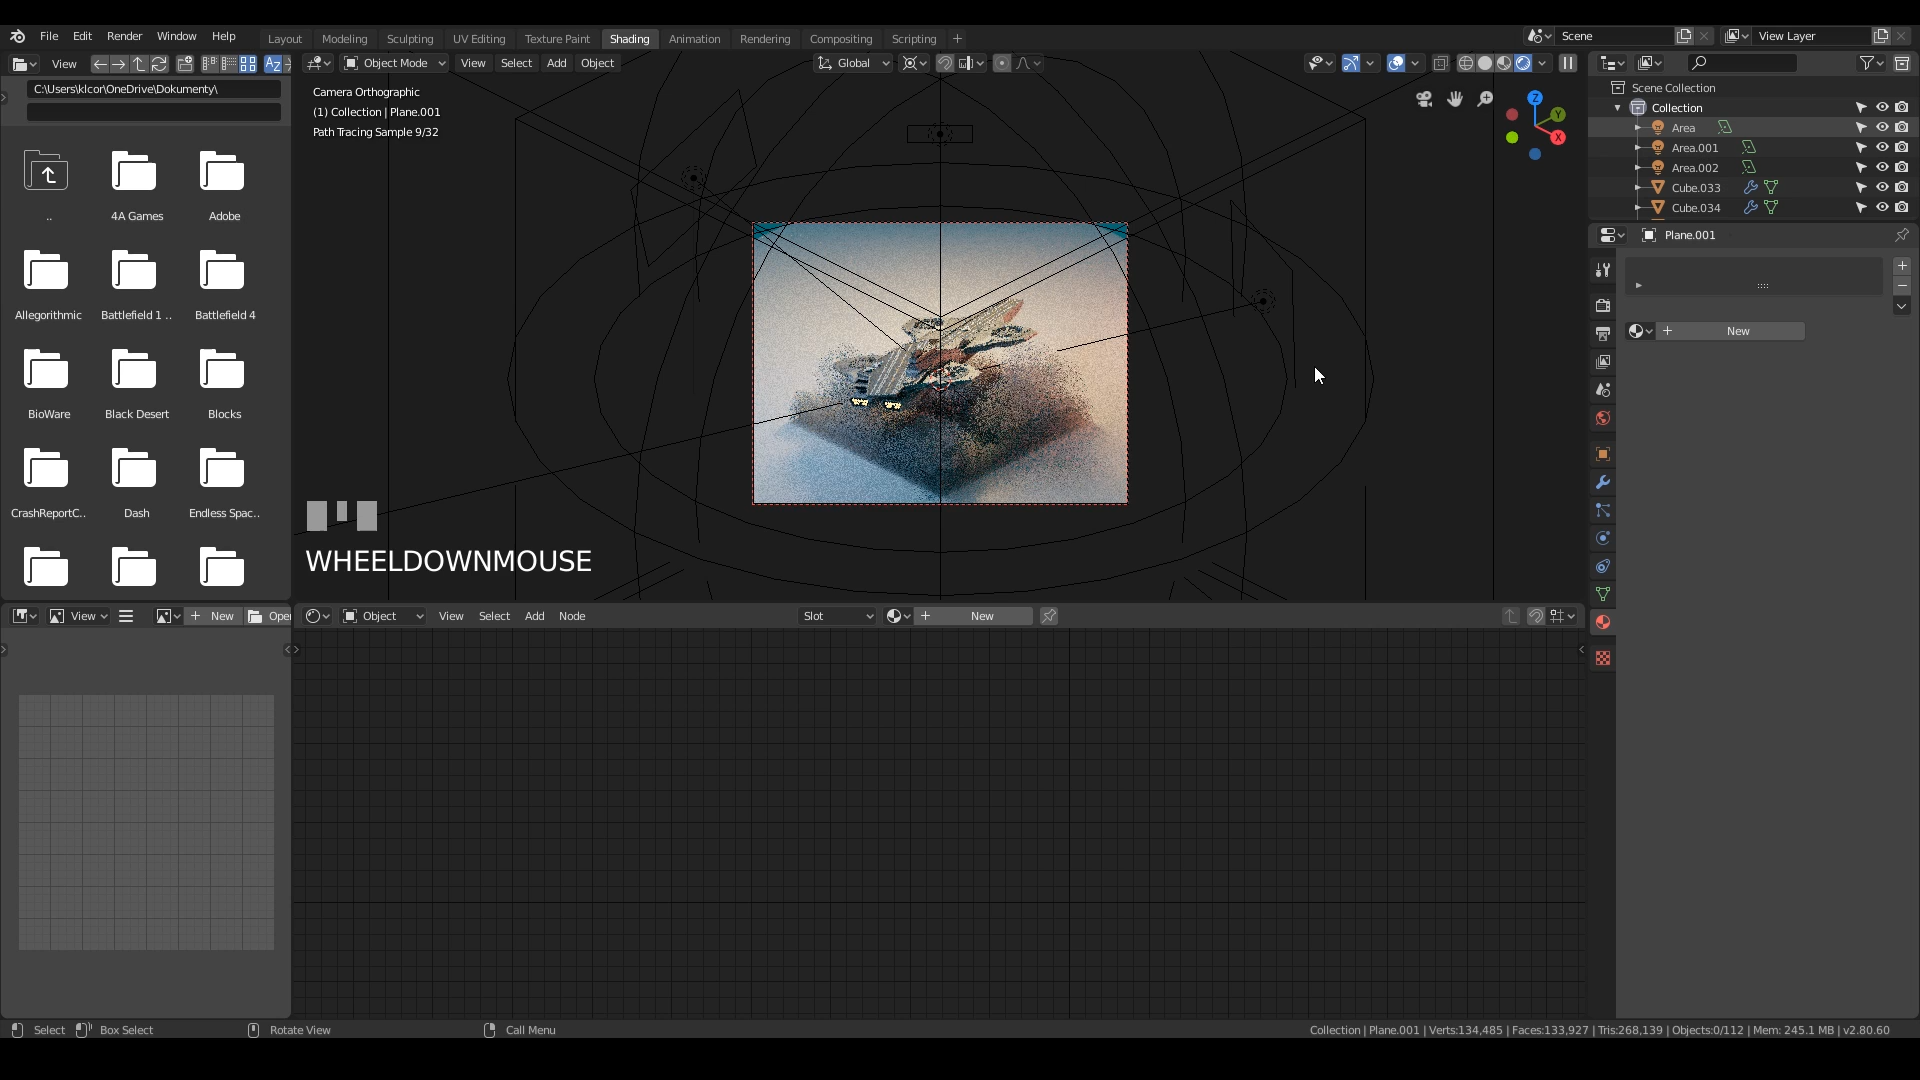 File Edit Render Window Help
Layout Modeling Sculpting UV Editing Texture Paint Shading Animation Rendering Compositing Scripting +
Scene
View Layer
View
Object Mode View Select Add Object
Global
C:\Users\klcor\OneDrive\Dokumenty\
Camera Orthographic
(1) Collection | Plane.001
Path Tracing Sample 9/32
Z
Y
X
Scene Collection
Collection
Area
Area.001
Area.002
Cube.033
Cube.034
Plane.001
New
..
4A Games
Adobe
Allegorithmic
Battlefield 1 ..
Battlefield 4
BioWare
Black Desert
Blocks
CrashReportC..
Dash
Endless Spac..
WHEELDOWNMOUSE
View
New
Open
Object View Select Add Node
Slot
New
Select
Box Select
Rotate View
Call Menu
Collection | Plane.001 | Verts:134,485 | Faces:133,927 | Tris:268,139 | Objects:0/112 | Mem: 245.1 MB | v2.80.60